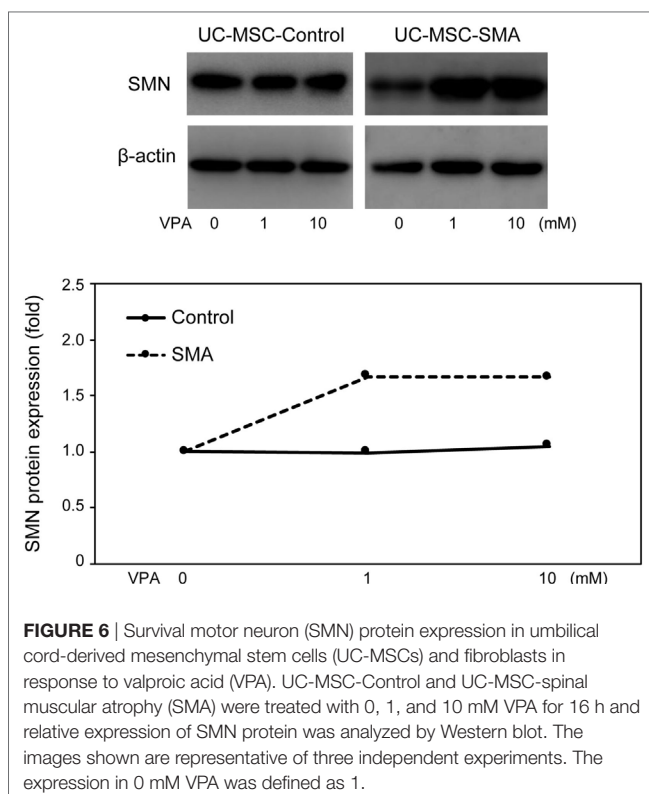 UC-MSC-Control UC-MSC-SMA
SMN
β-actin
VPA 0 1 10 0 1 10 (mM)
2.5
Control
2.0
SMA
1.5
1.0
0.5
0
SMN protein expression (fold)
VPA 0 1 10 (mM)
FIGURE 6 | Survival motor neuron (SMN) protein expression in umbilical
cord-derived mesenchymal stem cells (UC-MSCs) and fibroblasts in
response to valproic acid (VPA). UC-MSC-Control and UC-MSC-spinal
muscular atrophy (SMA) were treated with 0, 1, and 10 mM VPA for 16 h and
relative expression of SMN protein was analyzed by Western blot. The
images shown are representative of three independent experiments. The
expression in 0 mM VPA was defined as 1.